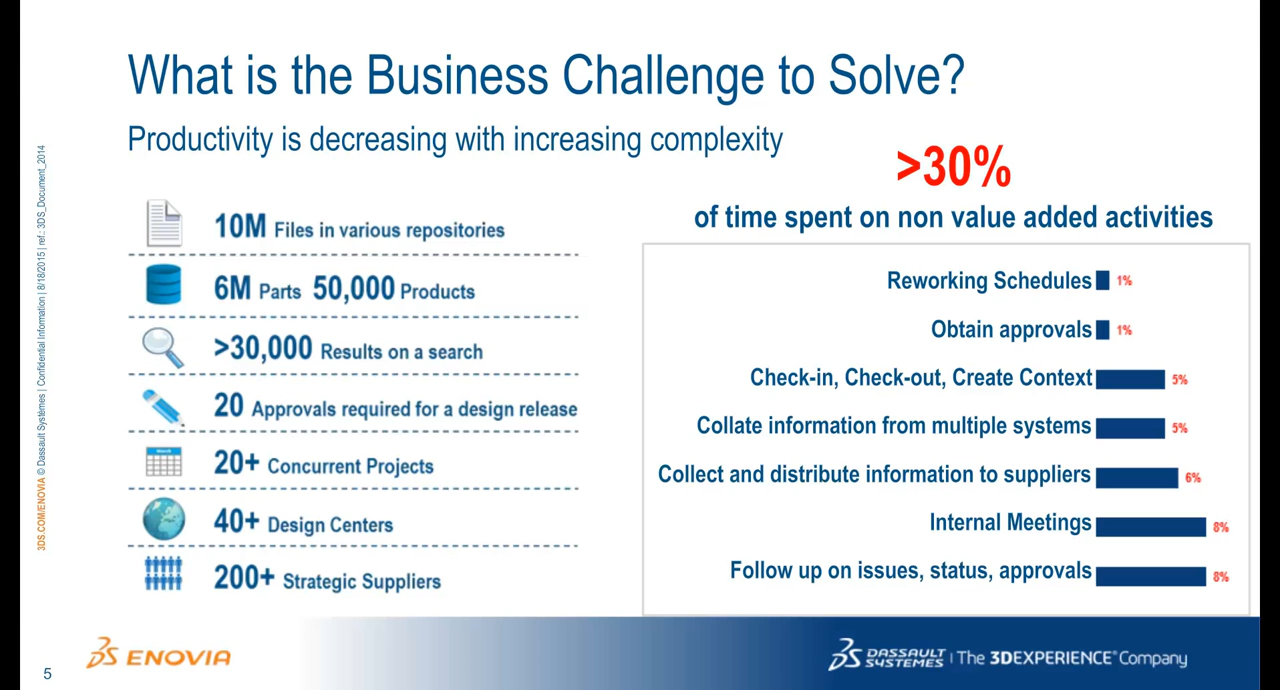 What is the Business Challenge to Solve?
Productivity is decreasing with increasing complexity
>30%
of time spent on non value added activities
10M Files in various repositories
6M Parts 50,000 Products
>30,000 Results on a search
20 Approvals required for a design release
20+ Concurrent Projects
40+ Design Centers
200+ Strategic Suppliers
Reworking Schedules 1%
Obtain approvals 1%
Check-in, Check-out, Create Context 5%
Collate information from multiple systems 5%
Collect and distribute information to suppliers 6%
Internal Meetings 8%
Follow up on issues, status, approvals 8%
3DS.COM/ENOVIA © Dassault Systèmes | Confidential Information | 8/18/2015 | ref.: 3DS_Document_2014
5
3DS ENOVIA
3DS DASSAULT SYSTEMES | The 3DEXPERIENCE® Company